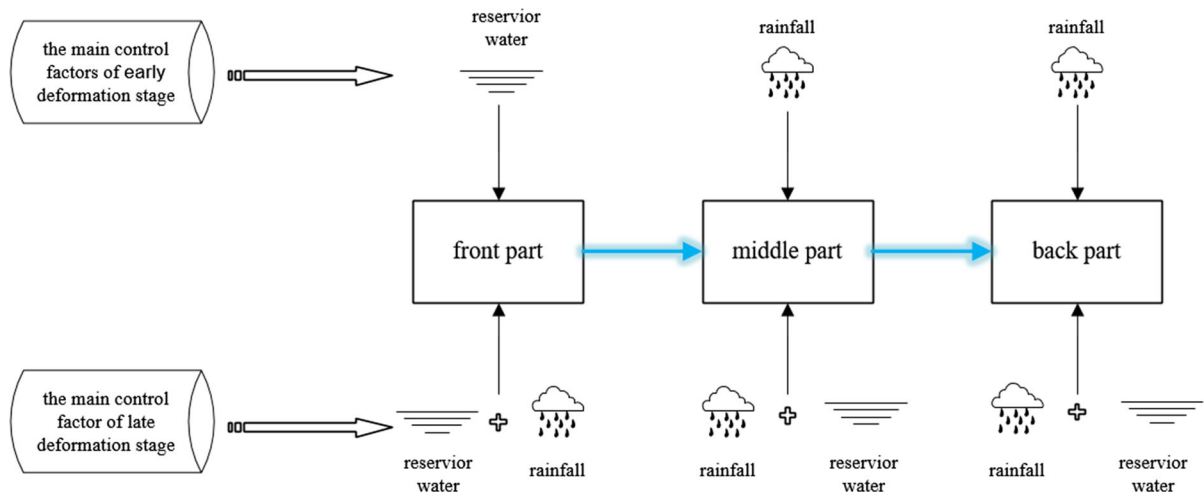 the main control
factors of early
deformation stage
reservior
water
rainfall
rainfall
front part
middle part
back part
the main control
factor of late
deformation stage
reservior
water
rainfall
rainfall
reservior
water
rainfall
reservior
water